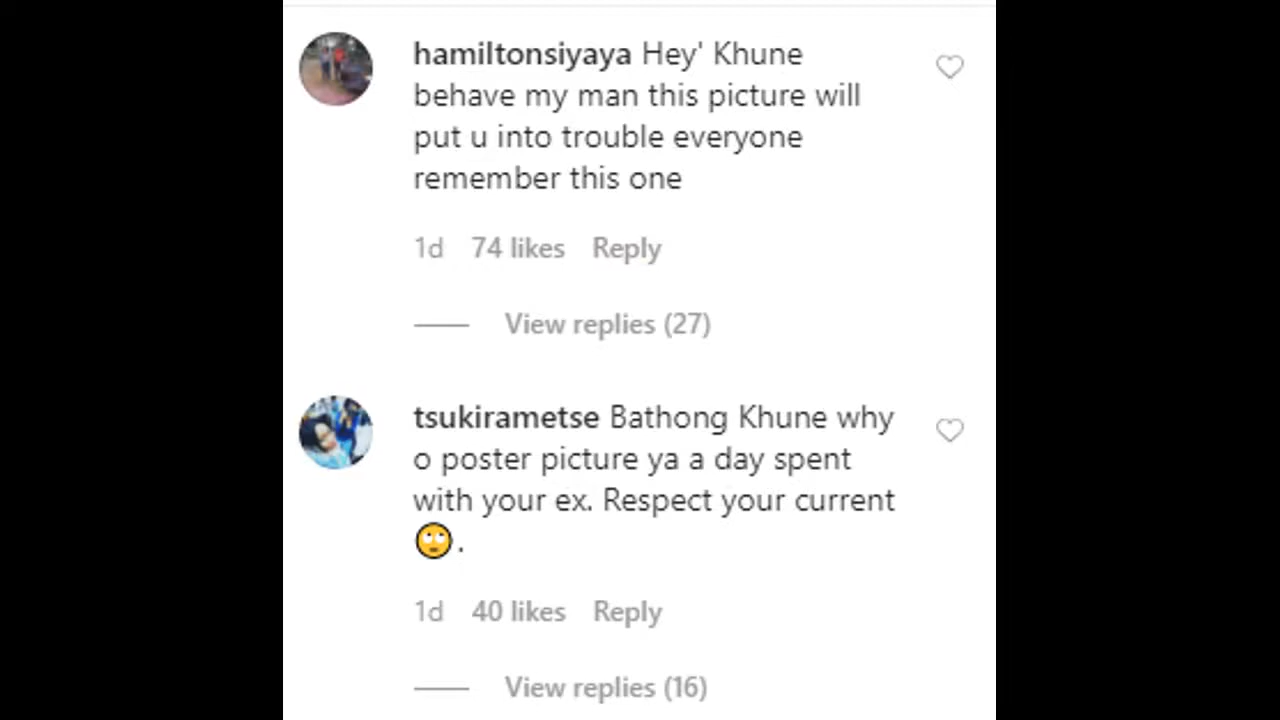 hamiltonsiyaya Hey' Khune
behave my man this picture will
put u into trouble everyone
remember this one
1d 74 likes Reply
View replies (27)
tsukirametse Bathong Khune why
o poster picture ya a day spent
with your ex. Respect your current
🙄.
1d 40 likes Reply
View replies (16)